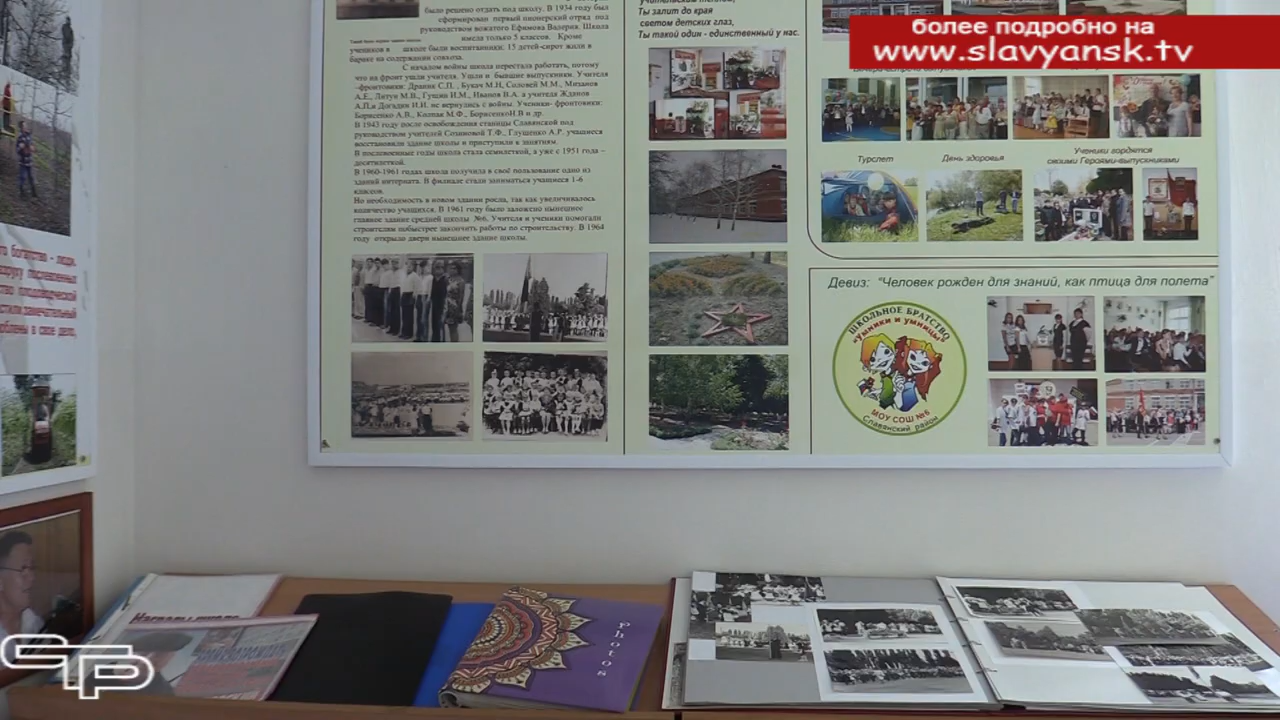 более подробно на
www.slavyansk.tv
было решено отдать под школу. В 1934 году был
сформирован первый пионерский отряд под
руководством вожатого Ефимова Валерия. Школа
имела только 5 классов. Кроме
учеников в школе были воспитанники: 15 детей-сирот жили в
бараке на содержании совхоза.
С началом войны школа перестала работать, потому
что на фронт ушли учителя. Ушли и бывшие выпускники. Учителя
-фронтовики: Драник С.П. , Букач М.Н, Соловей М.М., Миханов
А.Е., Литун М.В., Гущин И.М., Иванов В.А. а учителя Жданов
А.П.и Догадин И.И. не вернулись с войны. Ученики- фронтовики:
Борисенко А.В., Колпак М.Ф., БорисенкоН.В и др.
В 1943 году после освобождения станицы Славянской под
руководством учителей Созиновой Т.Ф., Глущенко А.Р. учащиеся
восстановили здание школы и приступили к занятиям.
В послевоенные годы школа стала семилеткой, а уже с 1951 года –
десятилеткой.
В 1960-1961 годах школа получила в своё пользование одно из
зданий интерната. В филиале стали заниматься учащиеся 1-6
классов.
Но необходимость в новом здании росла, так как увеличивалось
количество учащихся. В 1961 году было заложено нынешнее
главное здание средней школы №6. Учителя и ученики помогали
строителям побыстрее закончить работы по строительству. В 1964
году открыло двери нынешнее здание школы.
Ты залит до края
светом детских глаз,
Ты такой один - единственный у нас.
Турслет
День здоровья
Ученики гордятся
своими Героями-выпускниками
Девиз: “Человек рожден для знаний, как птица для полета”
ШКОЛЬНОЕ БРАТСТВО
"умники и умницы"
МОУ СОШ №6
Славянский район
photos
СТР